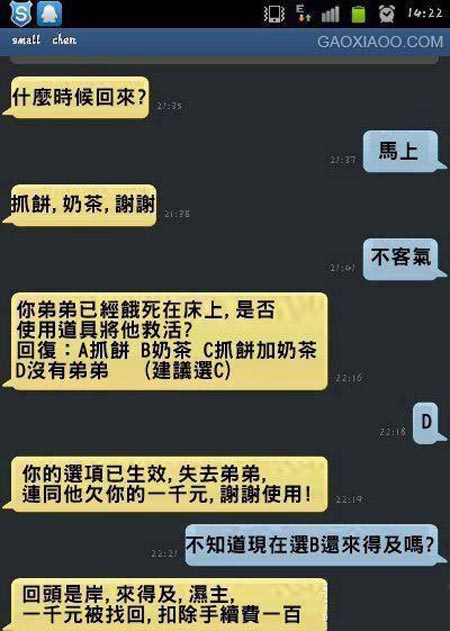 14:22
small chen
GAOXIAOO.COM
什麼時候回來?
21:35
馬上
21:37
抓餅,奶茶,謝謝
21:38
不客氣
21:41
你弟弟已經餓死在床上,是否
使用道具將他救活?
回復:A抓餅 B奶茶 C抓餅加奶茶
D沒有弟弟 (建議選C)
22:16
D
22:18
你的選項已生效,失去弟弟,
連同他欠你的一千元,謝謝使用!
22:19
不知道現在選B還來得及嗎?
22:21
回頭是岸,來得及,濕主,
一千元被找回,扣除手續費一百